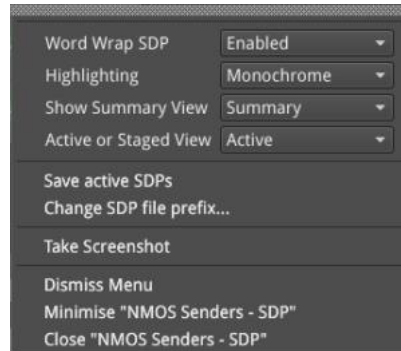 Word Wrap SDP Enabled
Highlighting Monochrome
Show Summary View Summary
Active or Staged View Active
Save active SDPs
Change SDP file prefix...
Take Screenshot
Dismiss Menu
Minimise "NMOS Senders - SDP"
Close "NMOS Senders - SDP"